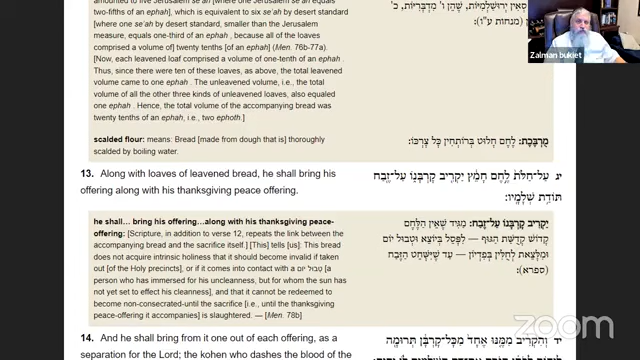 amounted to five Jerusalem se'ah [where one Jerusalem se'ah equals
two-fifths of an ephah], which is equivalent to six se'ah by desert standard
[where one se'ah by desert standard, smaller than the Jerusalem
measure, equals one-third of an ephah, because all of the loaves
comprised a volume of] twenty tenths [of an ephah] (Men. 76b-77a).
[Now, each leavened loaf comprised a volume of one-tenth of an ephah.
Thus, since there were ten of these loaves, as above, the total leavened
volume came to one ephah. The unleavened volume, i.e., the total
volume of all the other three kinds of unleavened loaves, also equaled
one ephah. Hence, the total volume of the accompanying bread was
twenty tenths of an ephah, i.e., two ephoth.]
סְאִין יְרוּשַׁלְמִיּוֹת, שֶׁהֵן ו' מִדְבָּרִיּוֹת, כ'
(מנחות ע"ו):
Zalman bukiet
scalded flour: means: Bread [made from dough that is] thoroughly
scalded by boiling water.
מֻרְבֶּכֶת: לֶחֶם חָלוּט בְּרוֹתְחִין כָּל צָרְכּוֹ:
13. Along with loaves of leavened bread, he shall bring his
offering along with his thanksgiving peace offering.
יג עַל־חַלֹּת לֶחֶם חָמֵץ יַקְרִיב קָרְבָּנוֹ עַל־זֶבַח
תּוֹדַת שְׁלָמָיו:
he shall… bring his offering…along with his thanksgiving peace-
offering: [Scripture, in addition to verse 12, repeats the link between the
accompanying bread and the sacrifice itself.] [This] tells [us]: This bread
does not acquire intrinsic holiness that it should become invalid if taken
out [of the Holy precincts], or if it comes into contact with a טְבוּל יוֹם [a
person who has immersed for his uncleanness, but for whom the sun has
not yet set to effect his cleanness], and that it cannot be redeemed to
become non-consecrated-until the sacrifice [i.e., until the thanksgiving
peace-offering it accompanies] is slaughtered. — [Men. 78b]
יַקְרִיב קָרְבָּנוֹ עַל־זֶבַח: מַגִּיד שֶׁאֵין הַלֶּחֶם
קָדוֹשׁ קְדֻשַּׁת הַגּוּף — לִפָּסֵל בְּיוֹצֵא וּטְבוּל יוֹם
וּמִלָּצֵאת לְחֻלִּין בְּפִדְיוֹן — עַד שֶׁיִּשָּׁחֵט הַזֶּבַח
(ספרא):
14. And he shall bring from it one out of each offering, as a
separation for the Lord; the kohen who dashes the blood of the
יד וְהִקְרִיב מִמֶּנּוּ אֶחָד מִכָּל־קָרְבָּן תְּרוּמָה
zoom